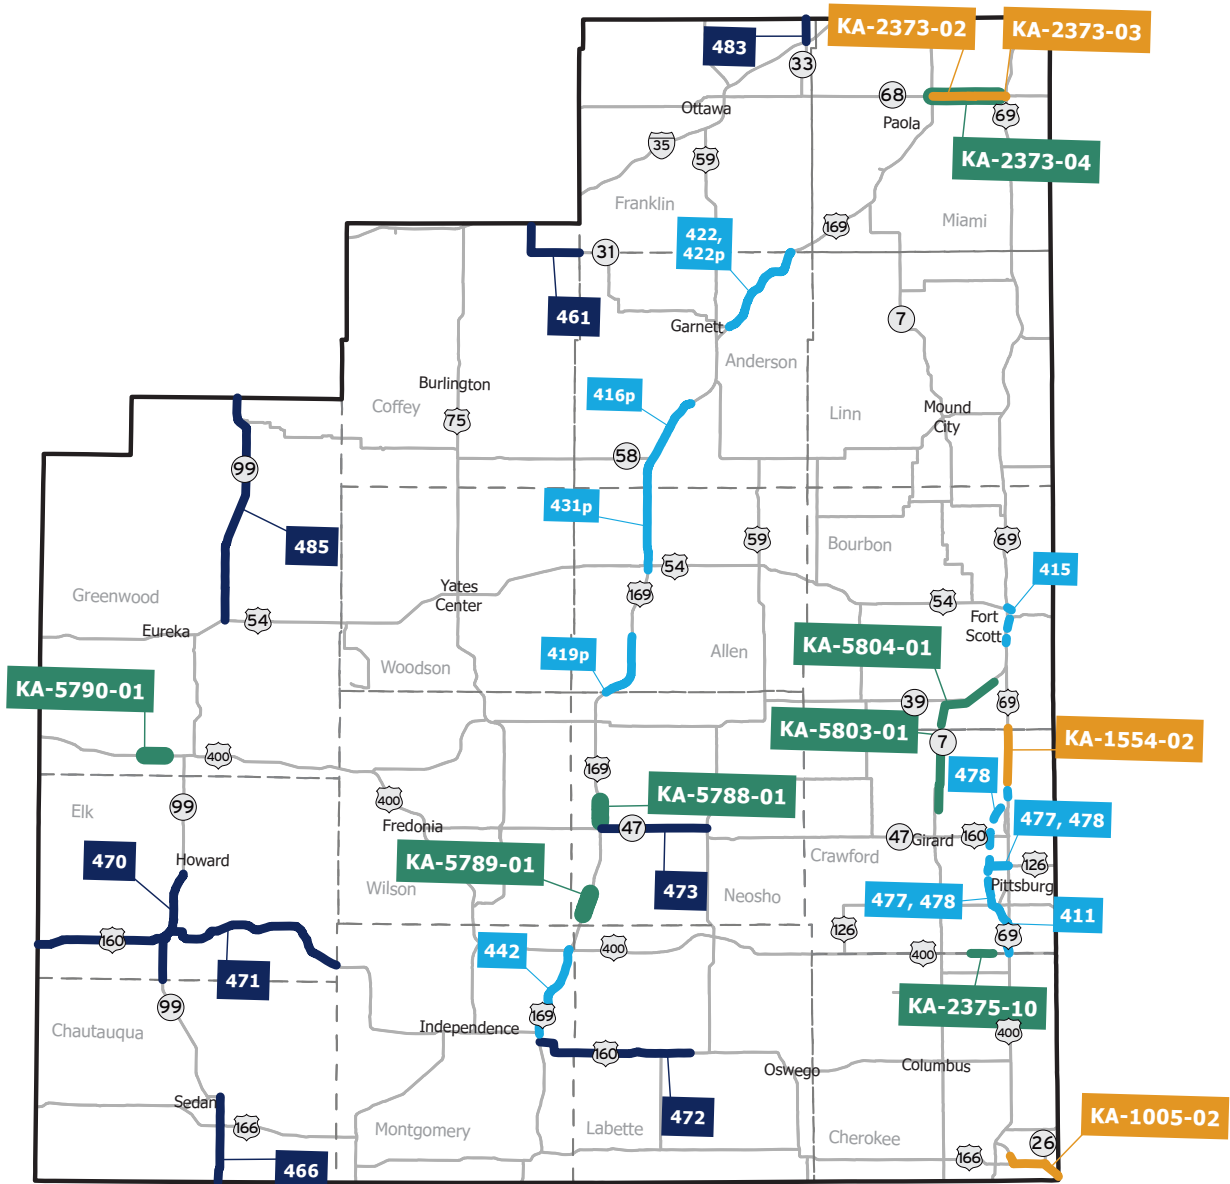 KA-2373-02
KA-2373-03
483
33
68
69
Ottawa
Paola
KA-2373-04
35
59
Franklin
Miami
422,
422p
169
31
461
7
Garnett
Anderson
Burlington
Coffey
416p
Linn
Mound
City
75
58
99
431p
485
59
Bourbon
69
54
415
Yates
Center
169
Greenwood
54
54
Fort
Scott
Eureka
KA-5804-01
419p
Allen
Woodson
KA-5790-01
39
69
KA-5803-01
7
KA-1554-02
400
169
478
Elk
99
400
KA-5788-01
Fredonia
47
477, 478
47
Girard
160
470
Howard
KA-5789-01
Crawford
126
Wilson
473
Neosho
Pittsburg
477, 478
411
160
126
69
442
400
400
471
KA-2375-10
99
169
Chautauqua
Independence
400
160
Oswego
Columbus
Sedan
472
KA-1005-02
166
Montgomery
Labette
Cherokee
26
166
466